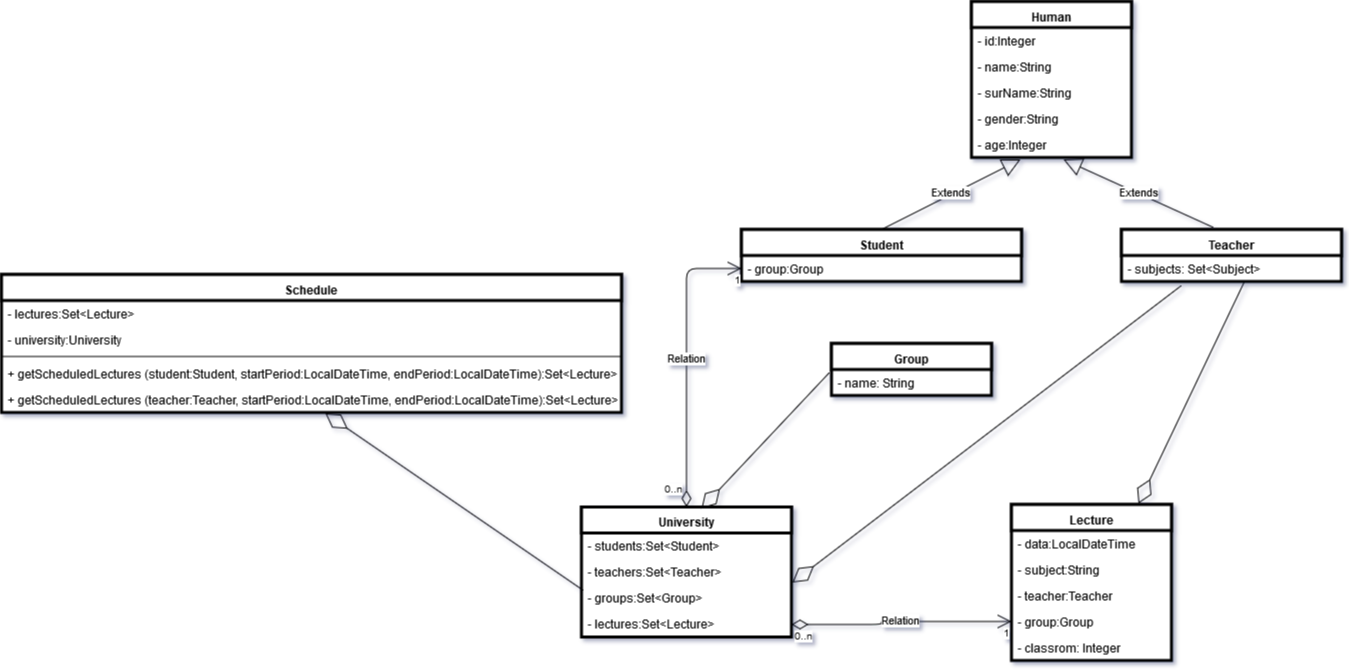 Human
- id:Integer
- name:String
- surName:String
- gender:String
- age:Integer
Extends
Extends
Student
- group:Group
1
Teacher
- subjects: Set<Subject>
Schedule
- lectures:Set<Lecture>
- university:University
+ getScheduledLectures (student:Student, startPeriod:LocalDateTime, endPeriod:LocalDateTime):Set<Lecture>
+ getScheduledLectures (teacher:Teacher, startPeriod:LocalDateTime, endPeriod:LocalDateTime):Set<Lecture>
Relation
Group
- name: String
0..n
University
- students:Set<Student>
- teachers:Set<Teacher>
- groups:Set<Group>
- lectures:Set<Lecture>
0..n
Relation
1
Lecture
- data:LocalDateTime
- subject:String
- teacher:Teacher
- group:Group
- classrom: Integer